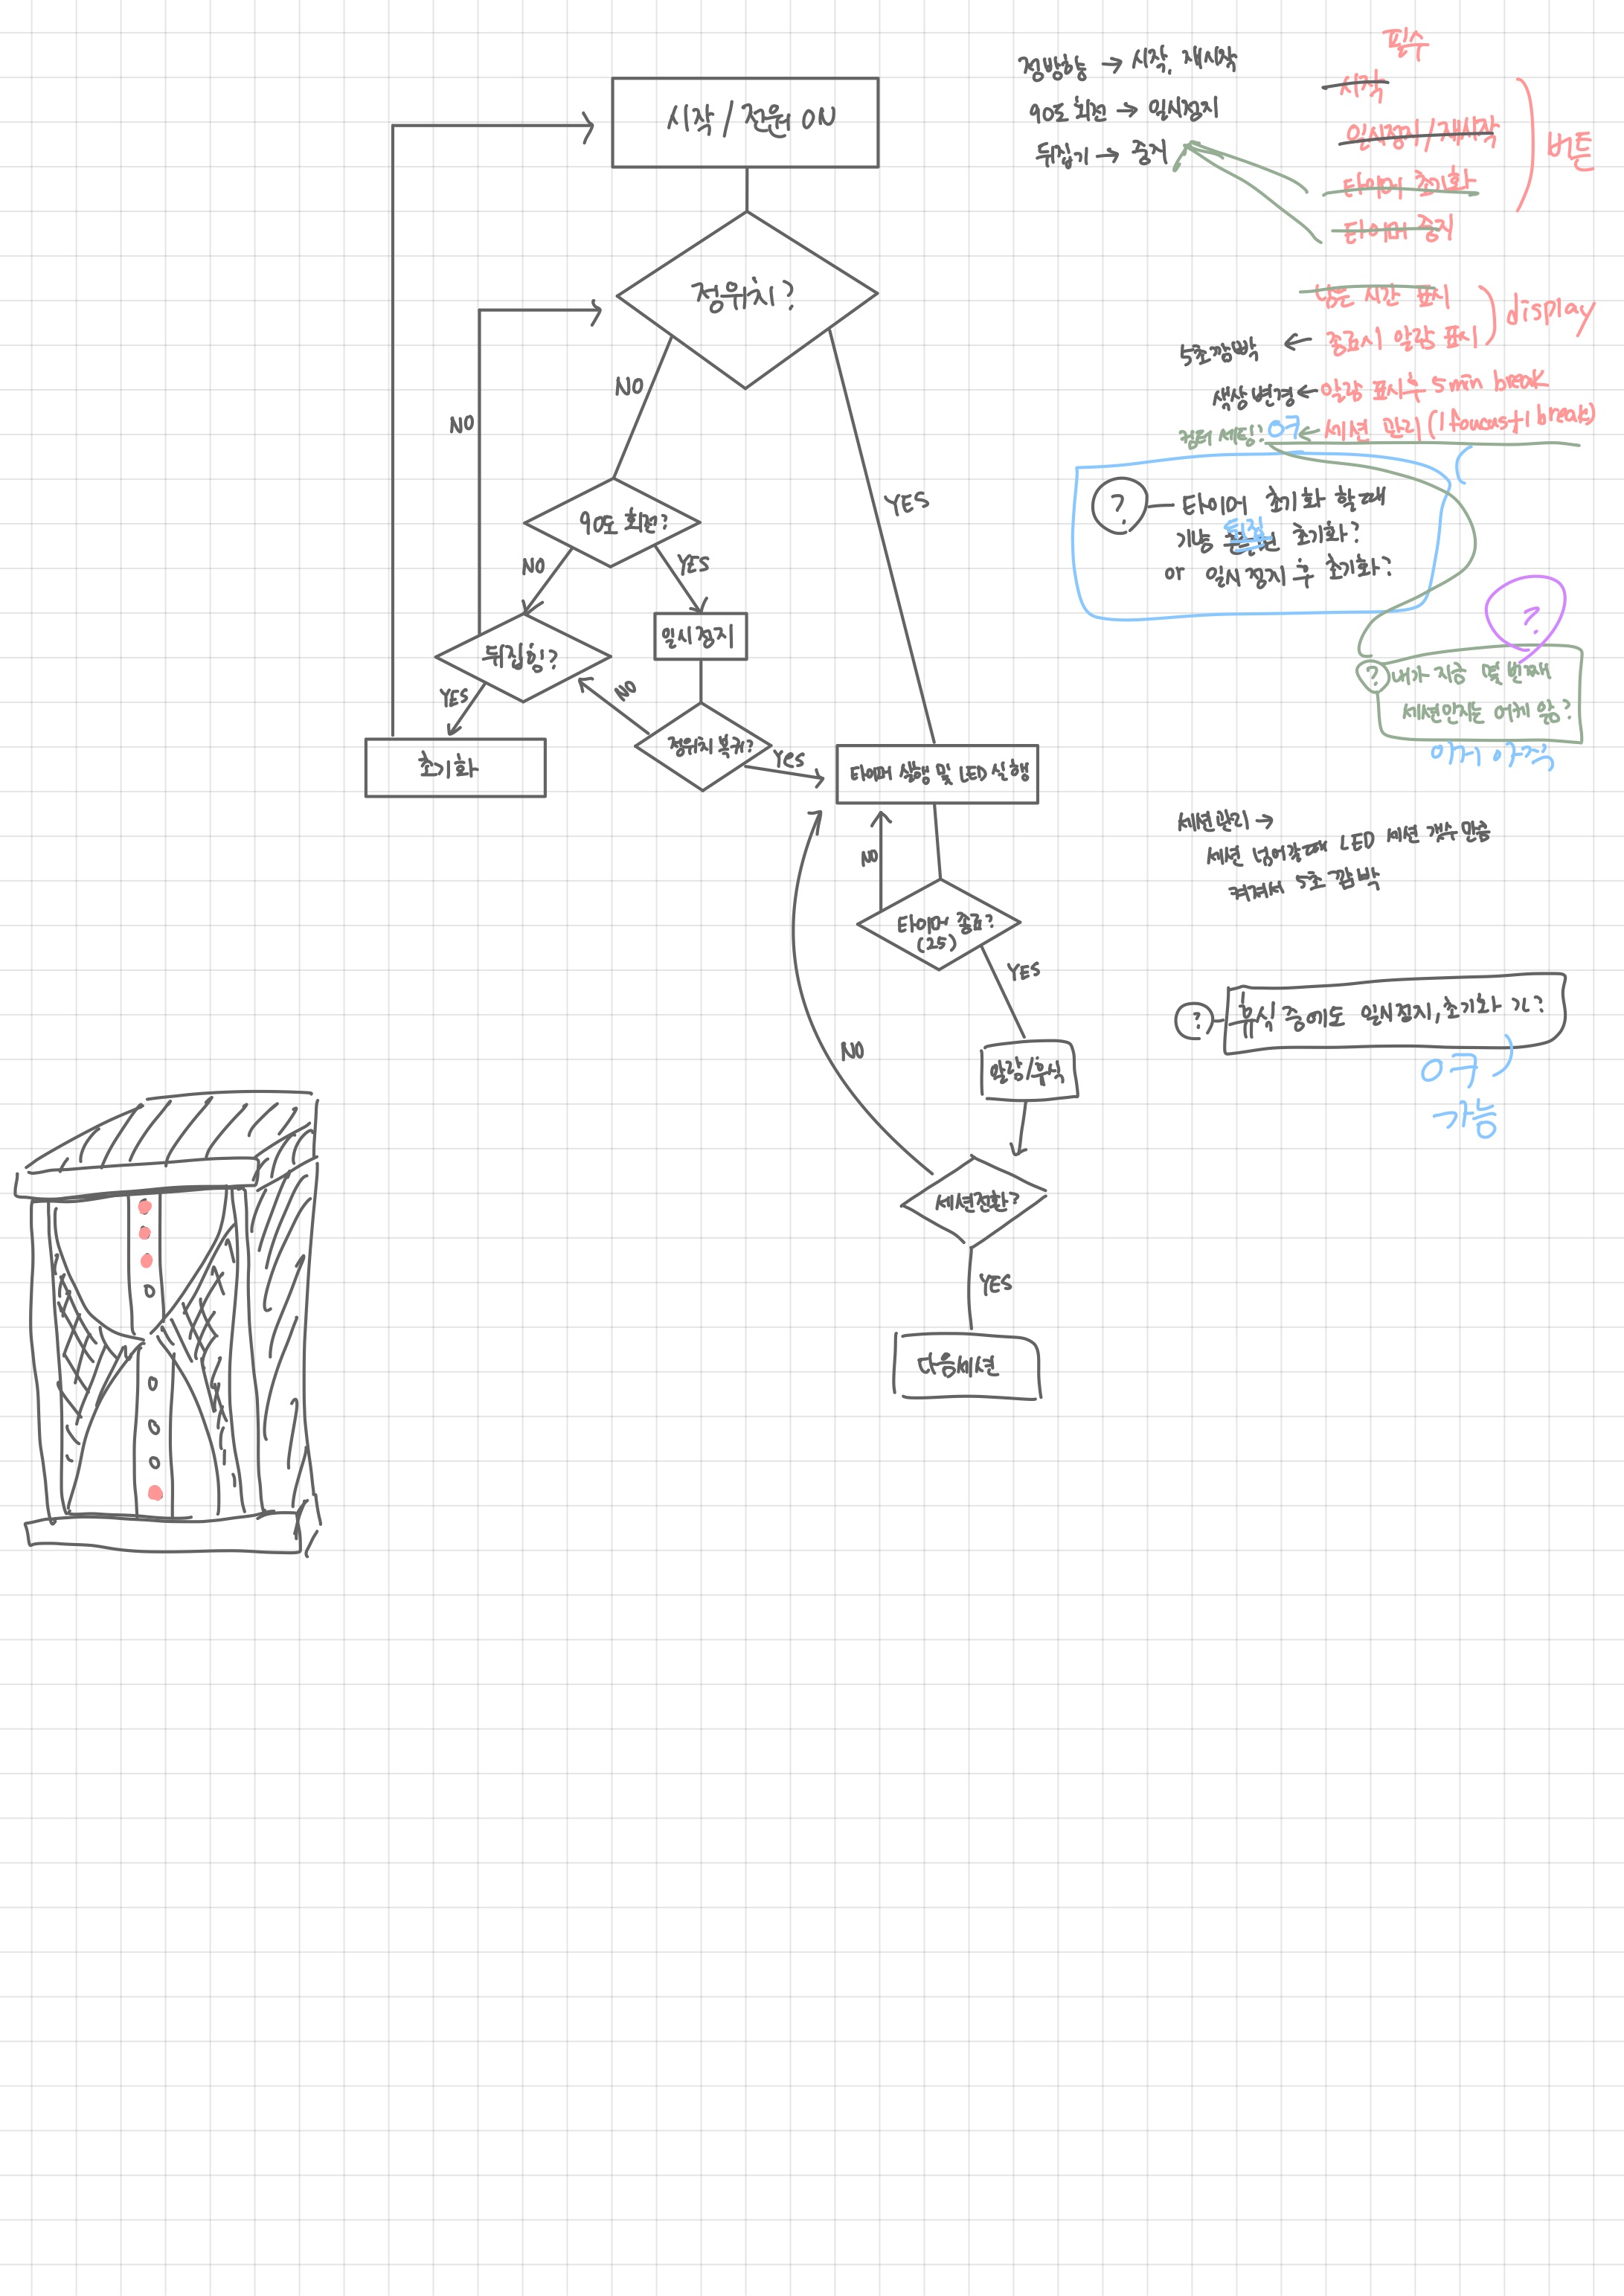 시작 / 전원 ON
정위치?
NO
YES
NO
90도 회전?
NO
YES
뒤집힘?
일시정지
YES
NO
정위치 복귀?
Yes
초기화
타이머 실행 및 LED 실행
NO
타이머 종료?
(25)
YES
알람/휴식
NO
세션전환?
YES
다음세션
정방향 → 시작, 재시작
90도 회전 → 일시정지
뒤집기 → 중지
필수
시작
일시정지/재시작
타이머 초기화
타이머 중지
버튼
남은 시간 표시
display
5초깜빡 ← 종료시 알람 표시
색상변경 ← 알람 표시후 5min break
컴터 세팅? ㅇㅋ ← 세션 관리 (1 foucust1 break)
? 타이머 초기화 할때
기냥 뒤집 초기화?
or 일시정지 후 초기화?
?
? 내가 지금 몇 번째
세션인지는 어케 앎?
이거 아직
세션관리 →
세션 넘어갈때 LED 세션 갯수만큼
켜져서 5초 깜박
? 휴식 중에도 일시정지, 초기화 가?
ㅇㅋ
가능